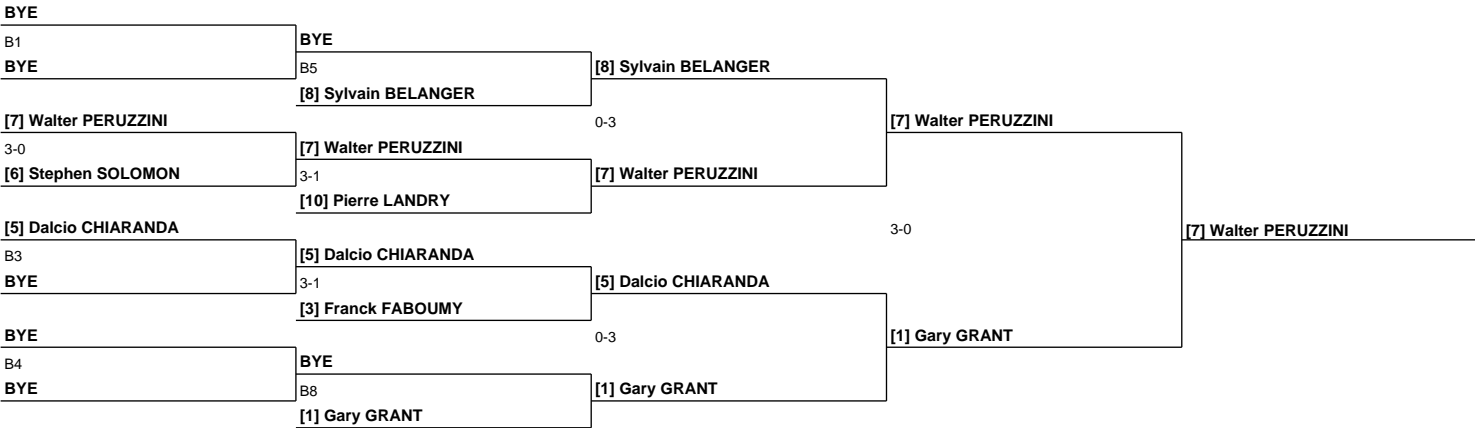 BYE
B1
BYE
[7] Walter PERUZZINI
3-0
[6] Stephen SOLOMON
[5] Dalcio CHIARANDA
B3
BYE
BYE
B4
BYE
BYE
B5
[8] Sylvain BELANGER
[7] Walter PERUZZINI
3-1
[10] Pierre LANDRY
[5] Dalcio CHIARANDA
3-1
[3] Franck FABOUMY
BYE
B8
[1] Gary GRANT
[8] Sylvain BELANGER
0-3
[7] Walter PERUZZINI
[5] Dalcio CHIARANDA
0-3
[1] Gary GRANT
[7] Walter PERUZZINI
3-0
[1] Gary GRANT
[7] Walter PERUZZINI